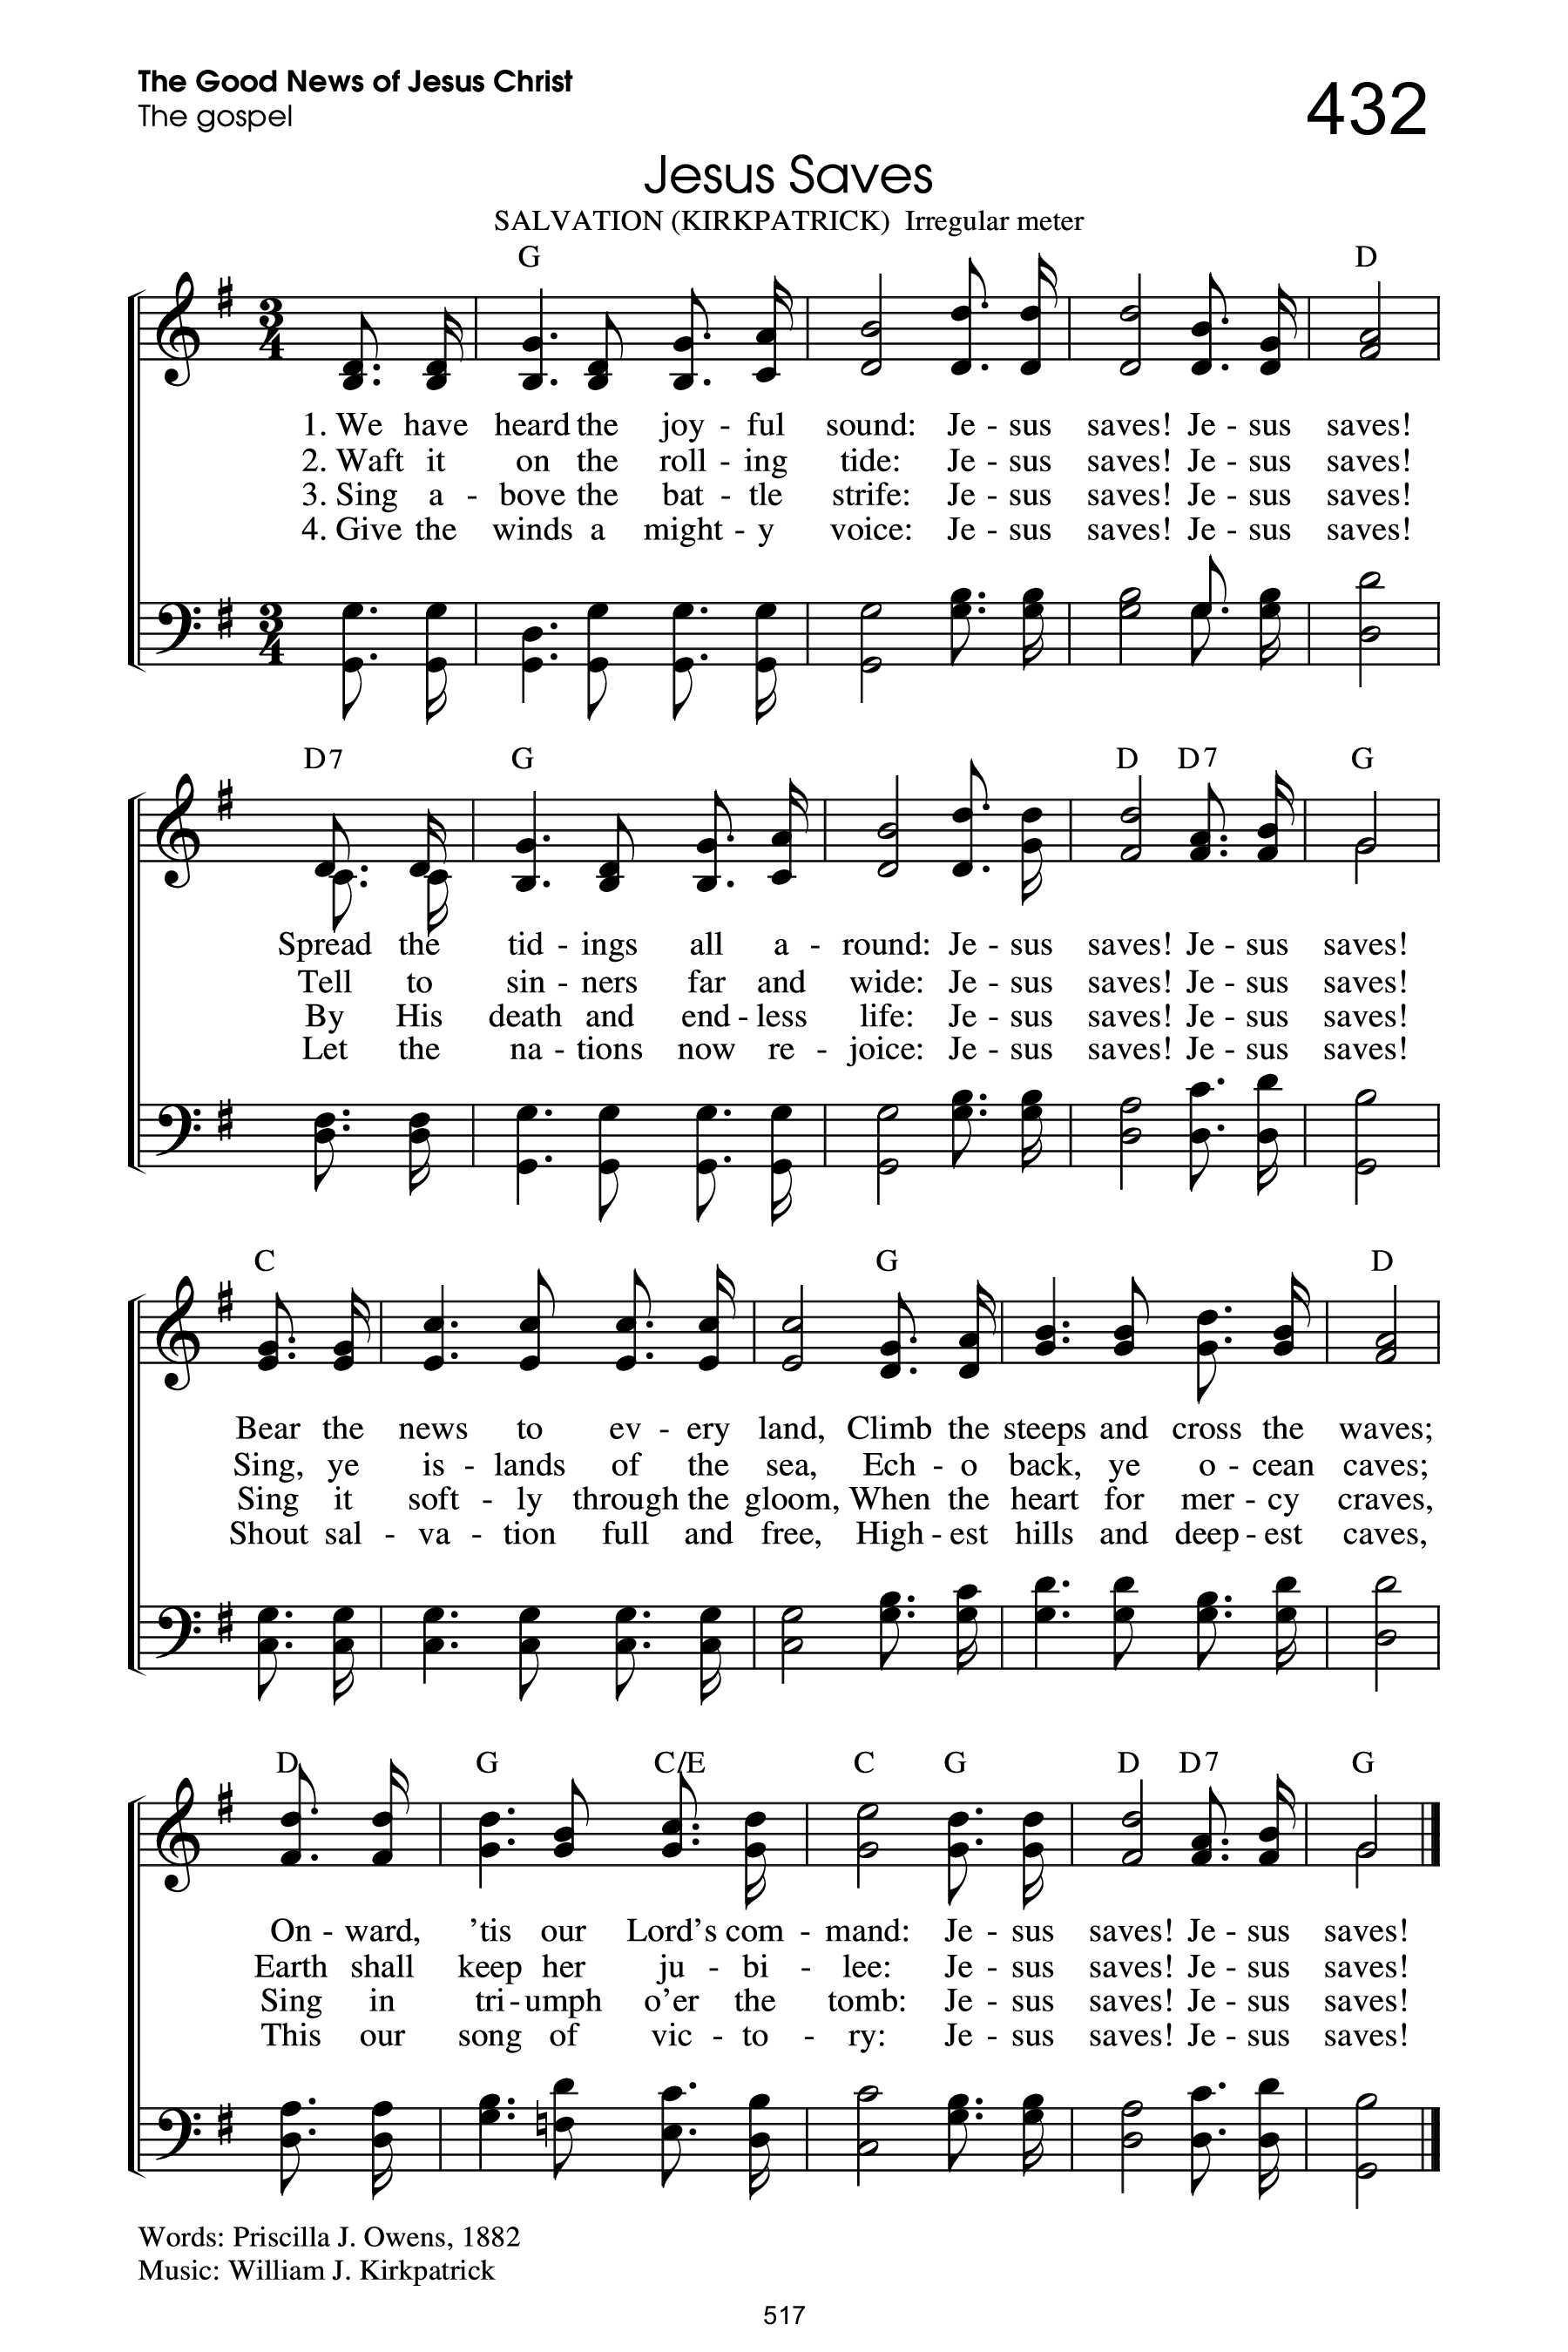 The Good News of Jesus Christ
The gospel
432
Jesus Saves
SALVATION (KIRKPATRICK) Irregular meter
G D
1. We have heard the joy - ful sound: Je - sus saves! Je - sus saves!
2. Waft it on the roll - ing tide: Je - sus saves! Je - sus saves!
3. Sing a - bove the bat - tle strife: Je - sus saves! Je - sus saves!
4. Give the winds a might - y voice: Je - sus saves! Je - sus saves!
D7 G D D7 G
Spread the tid - ings all a - round: Je - sus saves! Je - sus saves!
Tell to sin - ners far and wide: Je - sus saves! Je - sus saves!
By His death and end - less life: Je - sus saves! Je - sus saves!
Let the na - tions now re - joice: Je - sus saves! Je - sus saves!
C G D
Bear the news to ev - ery land, Climb the steeps and cross the waves;
Sing, ye is - lands of the sea, Ech - o back, ye o - cean caves;
Sing it soft - ly through the gloom, When the heart for mer - cy craves,
Shout sal - va - tion full and free, High - est hills and deep - est caves,
D G C/E C G D D7 G
On - ward, ’tis our Lord’s com - mand: Je - sus saves! Je - sus saves!
Earth shall keep her ju - bi - lee: Je - sus saves! Je - sus saves!
Sing in tri - umph o’er the tomb: Je - sus saves! Je - sus saves!
This our song of vic - to - ry: Je - sus saves! Je - sus saves!
Words: Priscilla J. Owens, 1882
Music: William J. Kirkpatrick
517